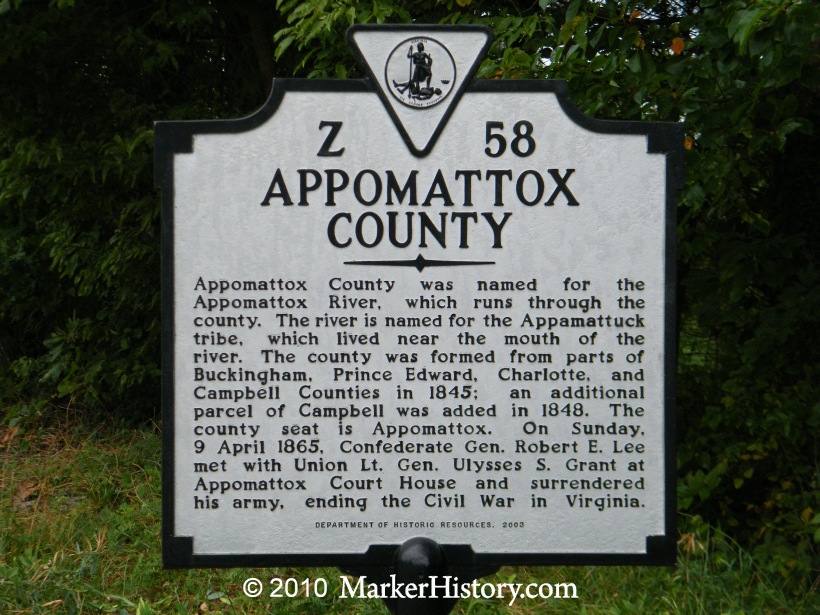 Z 58
APPOMATTOX
COUNTY
Appomattox County was named for the
Appomattox River, which runs through the
county. The river is named for the Appamattuck
tribe, which lived near the mouth of the
river. The county was formed from parts of
Buckingham, Prince Edward, Charlotte, and
Campbell Counties in 1845; an additional
parcel of Campbell was added in 1848. The
county seat is Appomattox. On Sunday,
9 April 1865, Confederate Gen. Robert E. Lee
met with Union Lt. Gen. Ulysses S. Grant at
Appomattox Court House and surrendered
his army, ending the Civil War in Virginia.
DEPARTMENT OF HISTORIC RESOURCES, 2003
© 2010 MarkerHistory.com